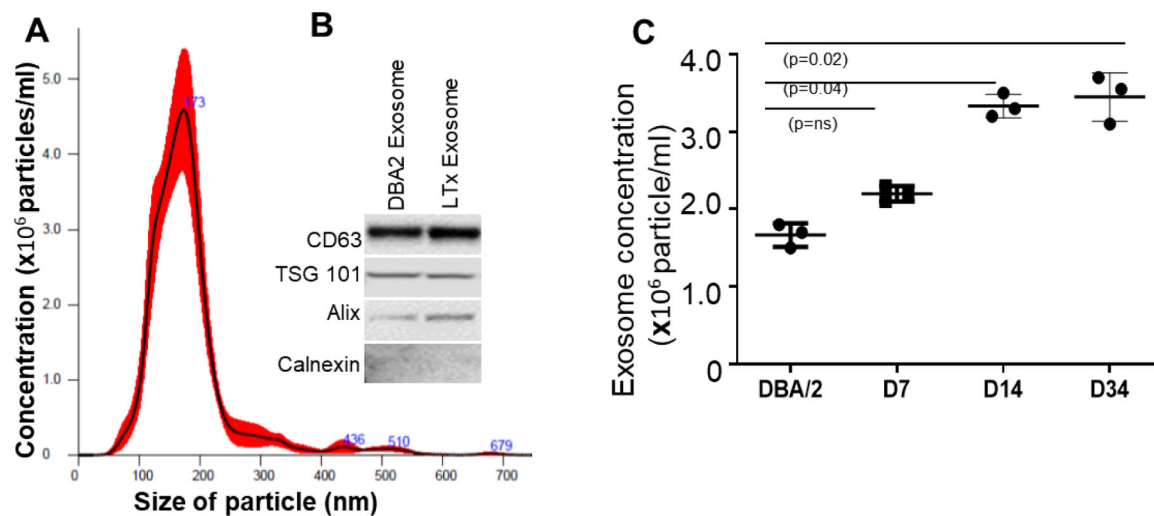 A
Concentration (x10⁶ particles/ml)
5.0
4.0
3.0
2.0
1.0
0
0
100
200
300
400
500
600
700
173
436
510
679
Size of particle (nm)
B
DBA2 Exosome
LTx Exosome
CD63
TSG 101
Alix
Calnexin
C
Exosome concentration
(x10⁶ particle/ml)
4.0
3.0
2.0
1.0
0
(p=0.02)
(p=0.04)
(p=ns)
DBA/2
D7
D14
D34